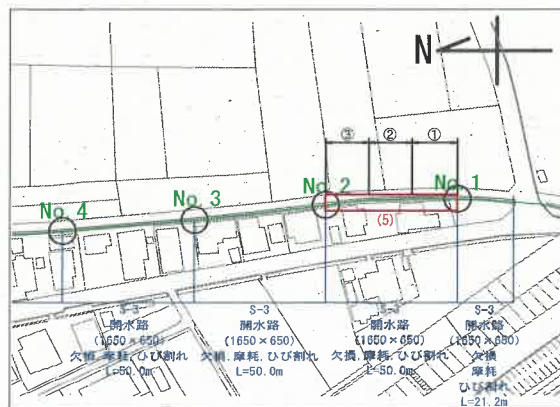 N
③ ② ①
No.4 No.3 No.2 No.1
(5)
S-3 S-3 S-3 S-3
開水路 開水路 開水路 開水路
(1650×650) (1650×650) (1650×650) (1650×650)
欠損、摩耗、ひび割れ 欠損、摩耗、ひび割れ 欠損、摩耗、ひび割れ 欠損
L=50.0m L=50.0m L=50.0m 摩耗
ひび割れ
L=21.2m